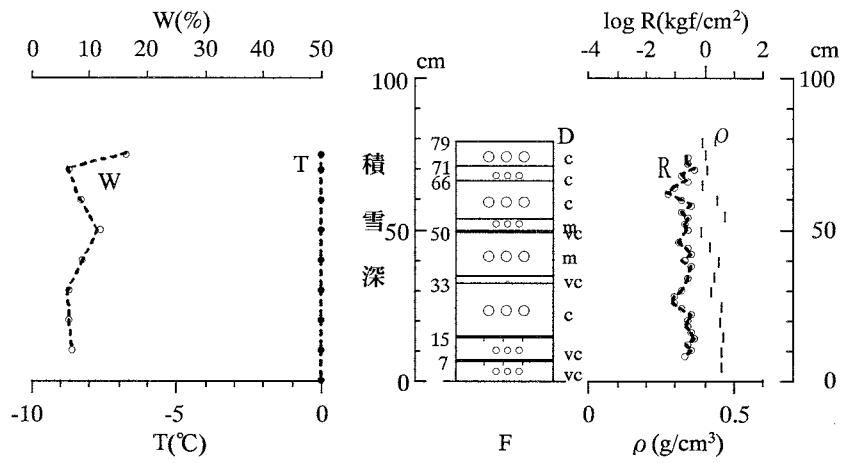 W(%)
0 10 20 30 40 50
log R(kgf/cm²)
-4 -2 0 2
cm
cm
100
100
79
D
ρ
c
T
積
71
c
R
W
66
c
雪
m
50
50
vc
50
m
深
33
vc
c
15
vc
7
vc
0
0
-10 -5 0
T(℃)
F
0 0.5
ρ (g/cm³)